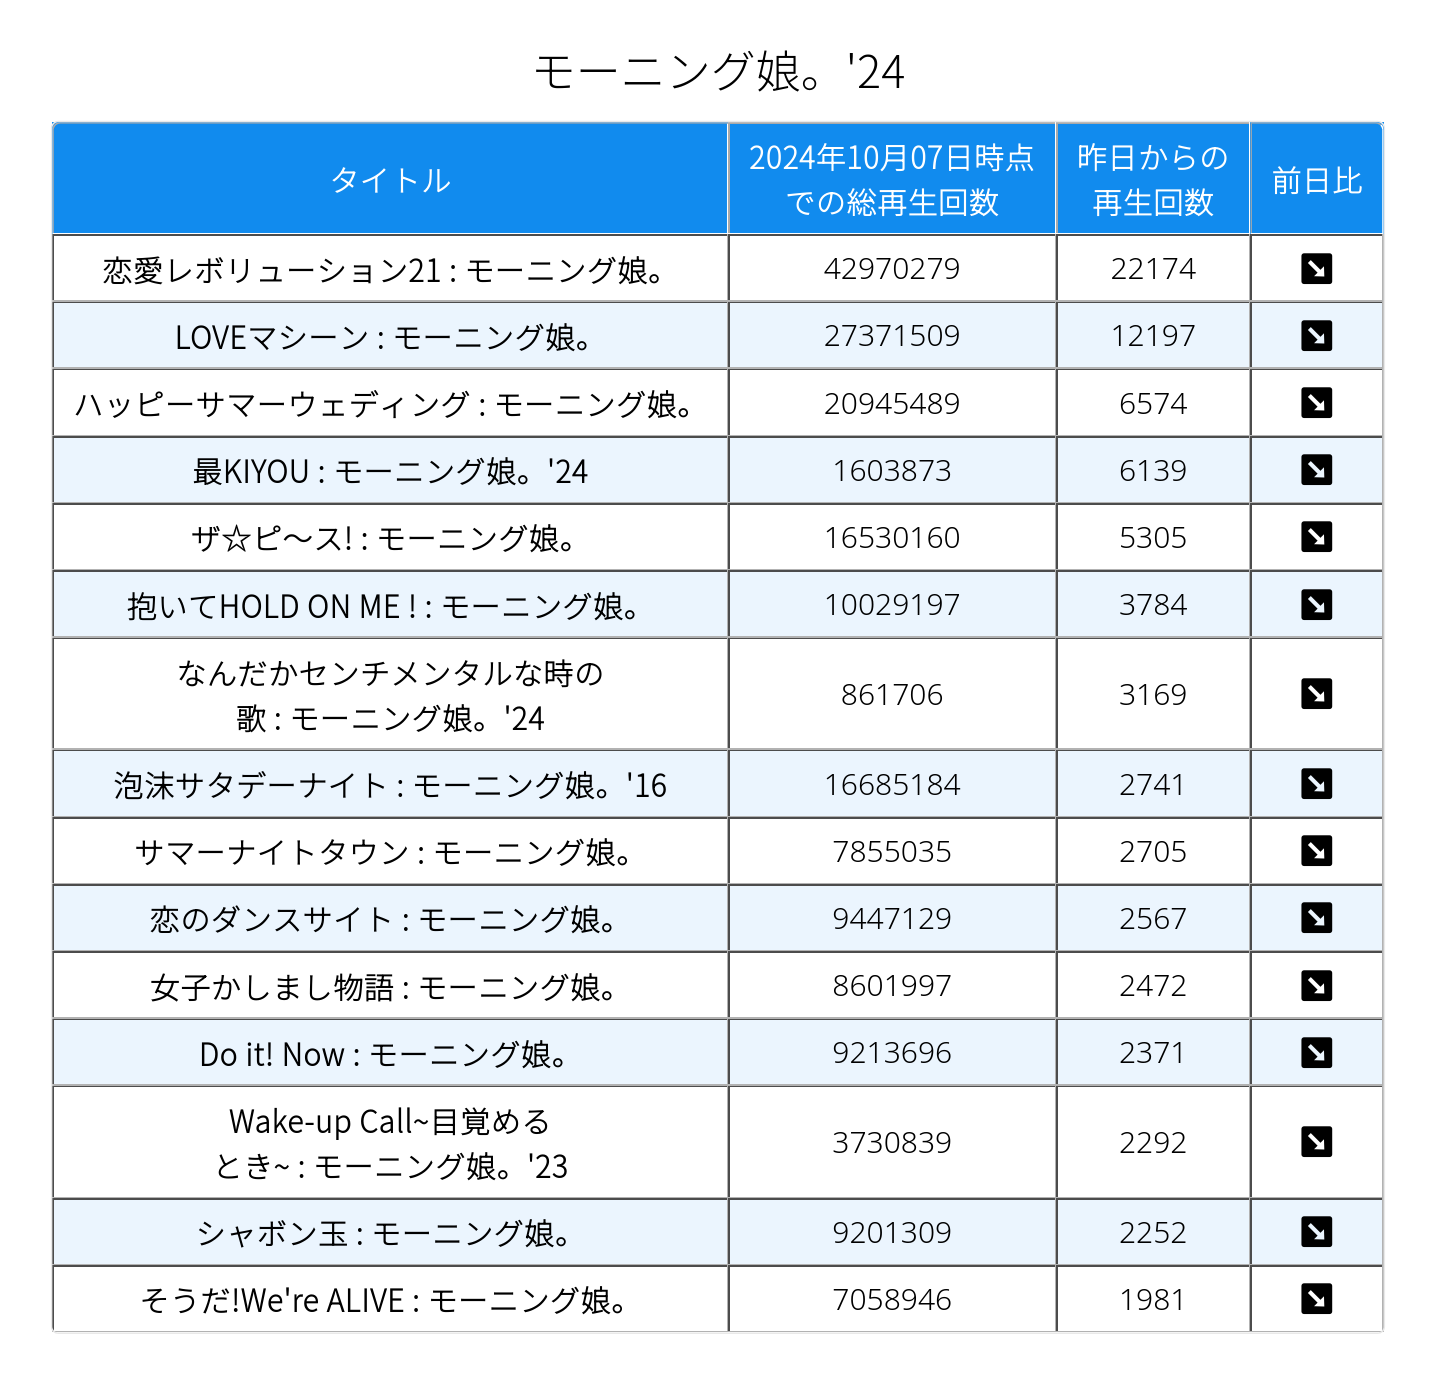 モーニング娘。'24
タイトル
2024年10月07日時点
での総再生回数
昨日からの
再生回数
前日比
恋愛レボリューション21 : モーニング娘。 42970279 22174
LOVEマシーン : モーニング娘。 27371509 12197
ハッピーサマーウェディング : モーニング娘。 20945489 6574
最KIYOU : モーニング娘。'24 1603873 6139
ザ☆ピ〜ス! : モーニング娘。 16530160 5305
抱いてHOLD ON ME ! : モーニング娘。 10029197 3784
なんだかセンチメンタルな時の
歌 : モーニング娘。'24 861706 3169
泡沫サタデーナイト : モーニング娘。'16 16685184 2741
サマーナイトタウン : モーニング娘。 7855035 2705
恋のダンスサイト : モーニング娘。 9447129 2567
女子かしまし物語 : モーニング娘。 8601997 2472
Do it! Now : モーニング娘。 9213696 2371
Wake-up Call~目覚める
とき~ : モーニング娘。'23 3730839 2292
シャボン玉 : モーニング娘。 9201309 2252
そうだ!We're ALIVE : モーニング娘。 7058946 1981